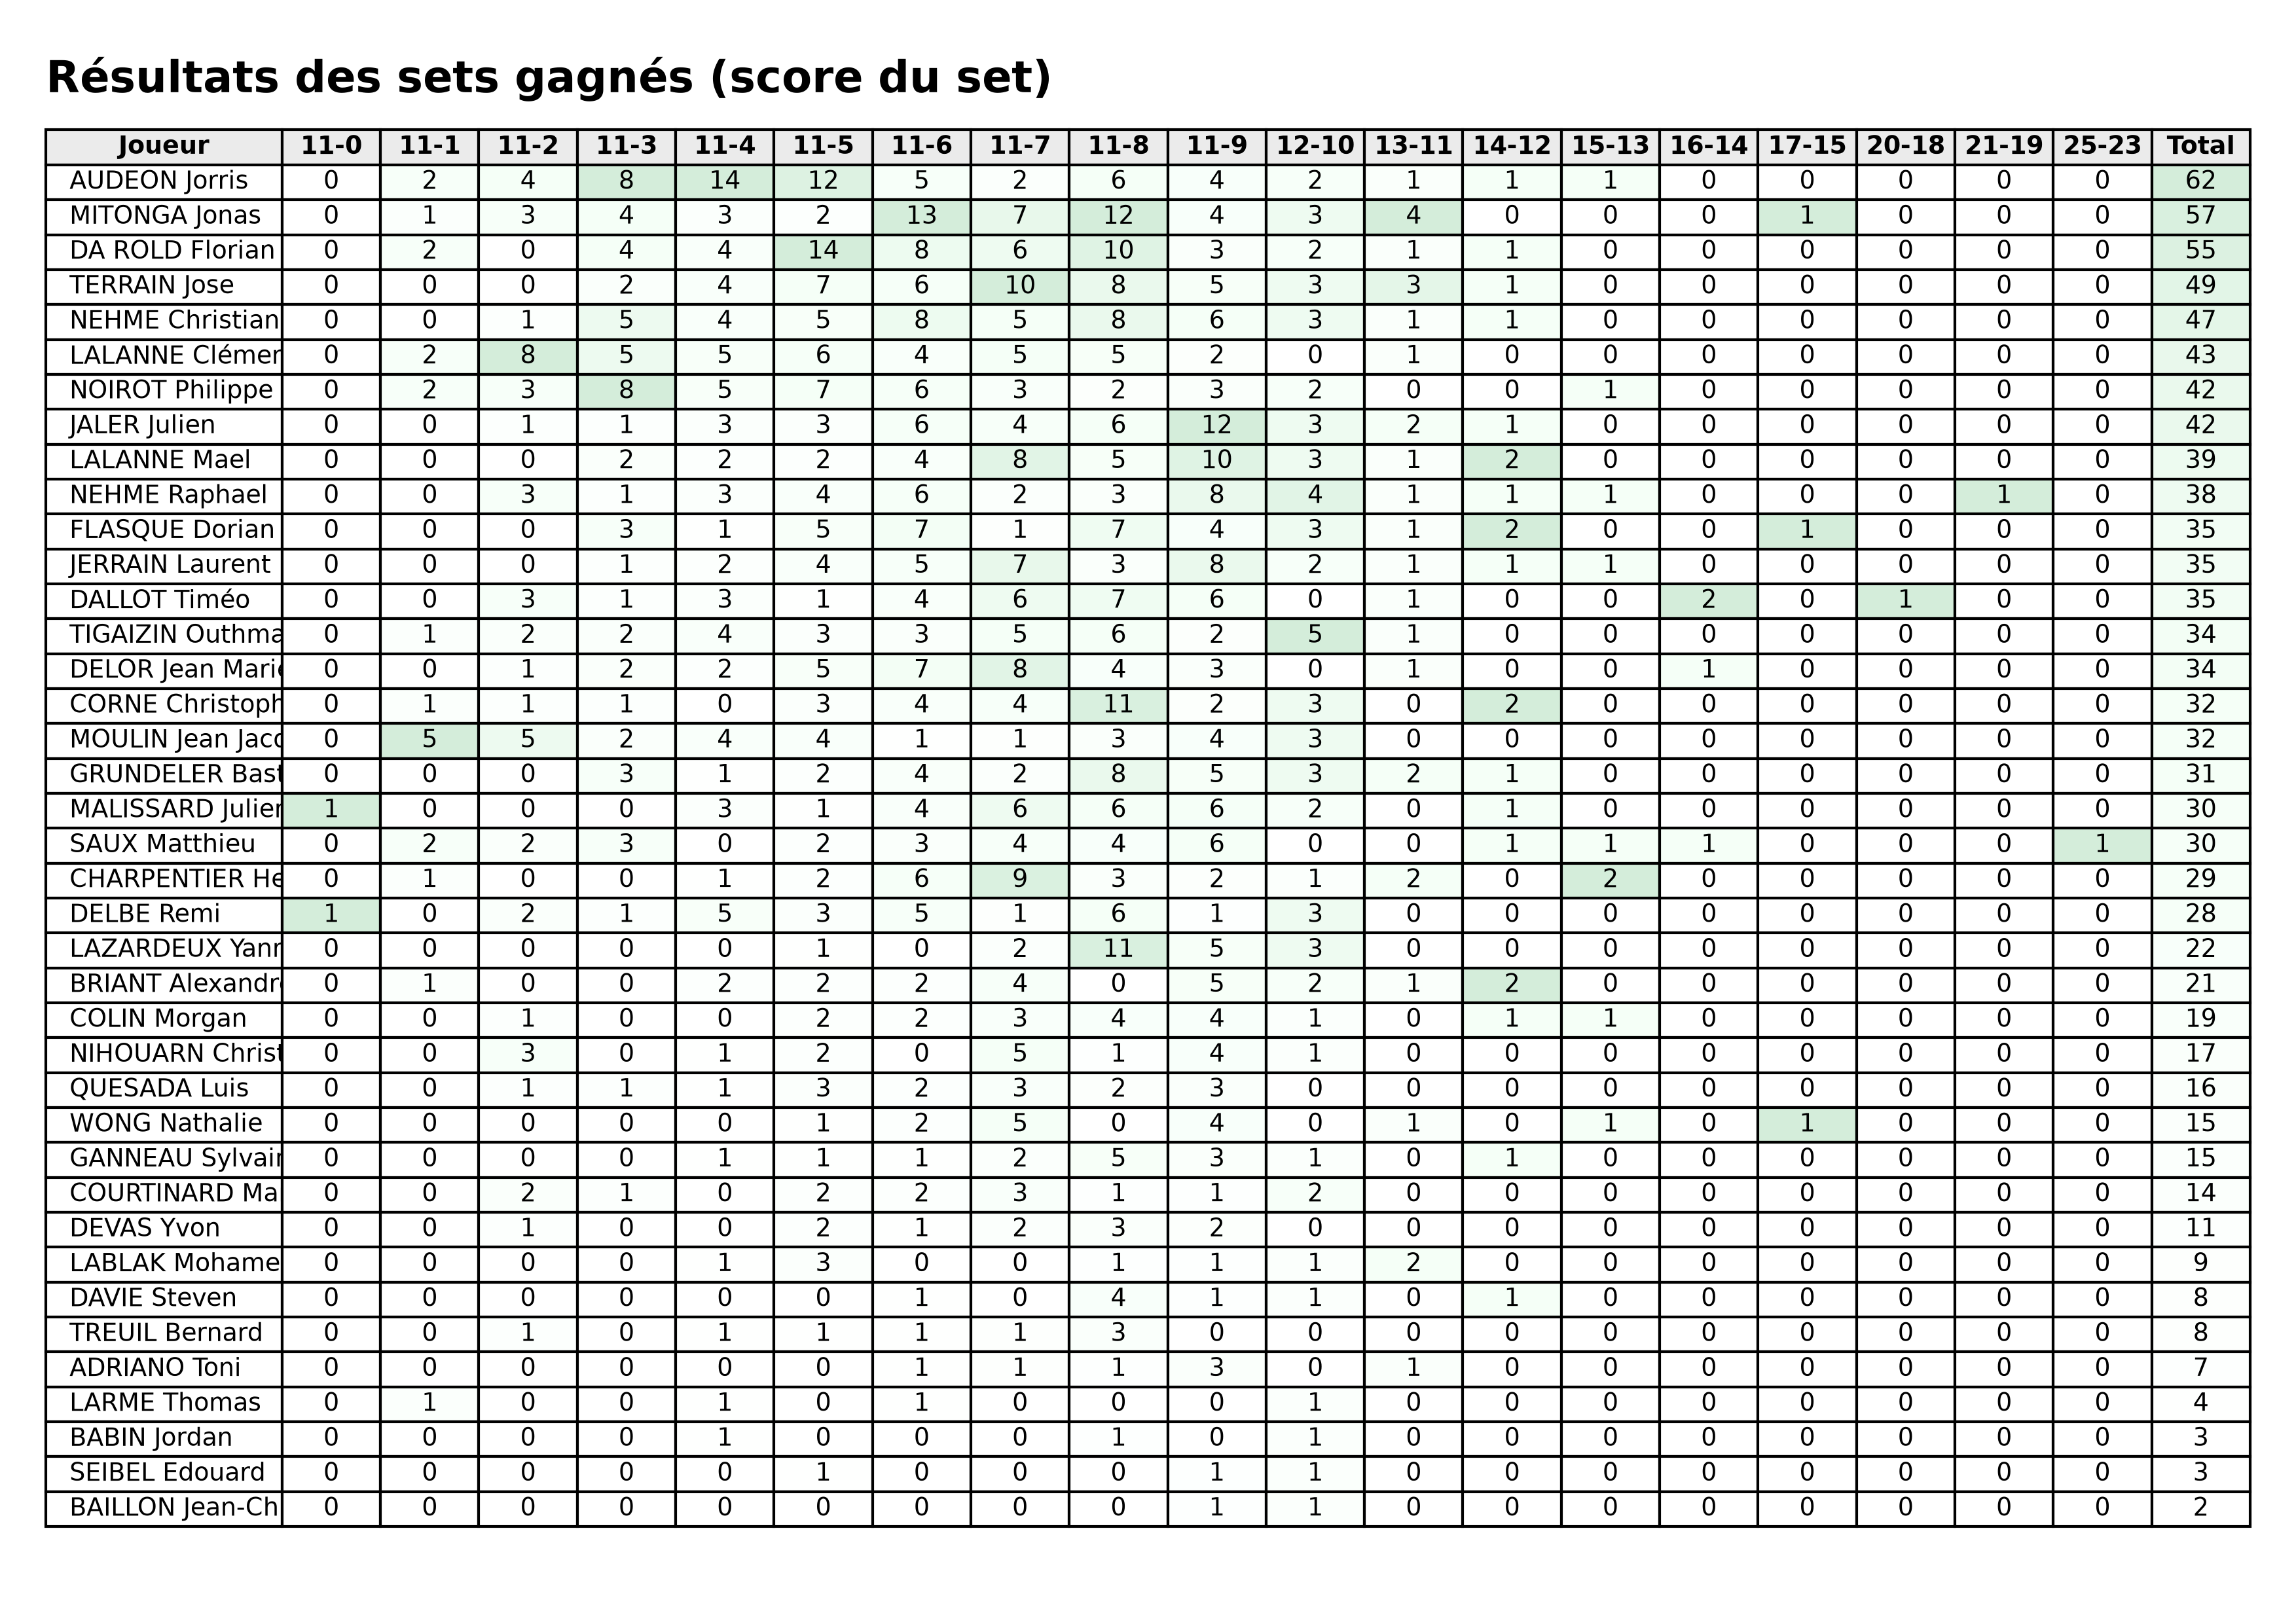 Résultats des sets gagnés (score du set)
Joueur 11-0 11-1 11-2 11-3 11-4 11-5 11-6 11-7 11-8 11-9 12-10 13-11 14-12 15-13 16-14 17-15 20-18 21-19 25-23 Total
AUDEON Jorris 0 2 4 8 14 12 5 2 6 4 2 1 1 1 0 0 0 0 0 62
MITONGA Jonas 0 1 3 4 3 2 13 7 12 4 3 4 0 0 0 1 0 0 0 57
DA ROLD Florian 0 2 0 4 4 14 8 6 10 3 2 1 1 0 0 0 0 0 0 55
TERRAIN Jose 0 0 0 2 4 7 6 10 8 5 3 3 1 0 0 0 0 0 0 49
NEHME Christian 0 0 1 5 4 5 8 5 8 6 3 1 1 0 0 0 0 0 0 47
LALANNE Clémen 0 2 8 5 5 6 4 5 5 2 0 1 0 0 0 0 0 0 0 43
NOIROT Philippe 0 2 3 8 5 7 6 3 2 3 2 0 0 1 0 0 0 0 0 42
JALER Julien 0 0 1 1 3 3 6 4 6 12 3 2 1 0 0 0 0 0 0 42
LALANNE Mael 0 0 0 2 2 2 4 8 5 10 3 1 2 0 0 0 0 0 0 39
NEHME Raphael 0 0 3 1 3 4 6 2 3 8 4 1 1 1 0 0 0 1 0 38
FLASQUE Dorian 0 0 0 3 1 5 7 1 7 4 3 1 2 0 0 1 0 0 0 35
JERRAIN Laurent 0 0 0 1 2 4 5 7 3 8 2 1 1 1 0 0 0 0 0 35
DALLOT Timéo 0 0 3 1 3 1 4 6 7 6 0 1 0 0 2 0 1 0 0 35
TIGAIZIN Outhma 0 1 2 2 4 3 3 5 6 2 5 1 0 0 0 0 0 0 0 34
DELOR Jean Marie 0 0 1 2 2 5 7 8 4 3 0 1 0 0 1 0 0 0 0 34
CORNE Christoph 0 1 1 1 0 3 4 4 11 2 3 0 2 0 0 0 0 0 0 32
MOULIN Jean Jacq 0 5 5 2 4 4 1 1 3 4 3 0 0 0 0 0 0 0 0 32
GRUNDELER Bast 0 0 0 3 1 2 4 2 8 5 3 2 1 0 0 0 0 0 0 31
MALISSARD Julien 1 0 0 0 3 1 4 6 6 6 2 0 1 0 0 0 0 0 0 30
SAUX Matthieu 0 2 2 3 0 2 3 4 4 6 0 0 1 1 1 0 0 0 1 30
CHARPENTIER He 0 1 0 0 1 2 6 9 3 2 1 2 0 2 0 0 0 0 0 29
DELBE Remi 1 0 2 1 5 3 5 1 6 1 3 0 0 0 0 0 0 0 0 28
LAZARDEUX Yann 0 0 0 0 0 1 0 2 11 5 3 0 0 0 0 0 0 0 0 22
BRIANT Alexandre 0 1 0 0 2 2 2 4 0 5 2 1 2 0 0 0 0 0 0 21
COLIN Morgan 0 0 1 0 0 2 2 3 4 4 1 0 1 1 0 0 0 0 0 19
NIHOUARN Christ 0 0 3 0 1 2 0 5 1 4 1 0 0 0 0 0 0 0 0 17
QUESADA Luis 0 0 1 1 1 3 2 3 2 3 0 0 0 0 0 0 0 0 0 16
WONG Nathalie 0 0 0 0 0 1 2 5 0 4 0 1 0 1 0 1 0 0 0 15
GANNEAU Sylvain 0 0 0 0 1 1 1 2 5 3 1 0 1 0 0 0 0 0 0 15
COURTINARD Ma 0 0 2 1 0 2 2 3 1 1 2 0 0 0 0 0 0 0 0 14
DEVAS Yvon 0 0 1 0 0 2 1 2 3 2 0 0 0 0 0 0 0 0 0 11
LABLAK Mohame 0 0 0 0 1 3 0 0 1 1 1 2 0 0 0 0 0 0 0 9
DAVIE Steven 0 0 0 0 0 0 1 0 4 1 1 0 1 0 0 0 0 0 0 8
TREUIL Bernard 0 0 1 0 1 1 1 1 3 0 0 0 0 0 0 0 0 0 0 8
ADRIANO Toni 0 0 0 0 0 0 1 1 1 3 0 1 0 0 0 0 0 0 0 7
LARME Thomas 0 1 0 0 1 0 1 0 0 0 1 0 0 0 0 0 0 0 0 4
BABIN Jordan 0 0 0 0 1 0 0 0 1 0 1 0 0 0 0 0 0 0 0 3
SEIBEL Edouard 0 0 0 0 0 1 0 0 0 1 1 0 0 0 0 0 0 0 0 3
BAILLON Jean-Ch 0 0 0 0 0 0 0 0 0 1 1 0 0 0 0 0 0 0 0 2